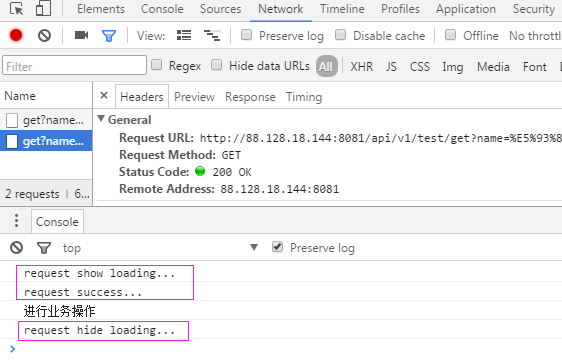 Elements Console Sources Network Timeline Profiles Application Security
View: Preserve log Disable cache Offline No thrott
Filter Regex Hide data URLs All XHR JS CSS Img Media Font
Name × Headers Preview Response Timing
get?name... General
get?name... Request URL: http://88.128.18.144:8081/api/v1/test/get?name=%E5%93%8
Request Method: GET
Status Code: 200 OK
Remote Address: 88.128.18.144:8081
2 requests | 6...
Console
top Preserve log
request show loading...
request success...
进行业务操作
request hide loading...